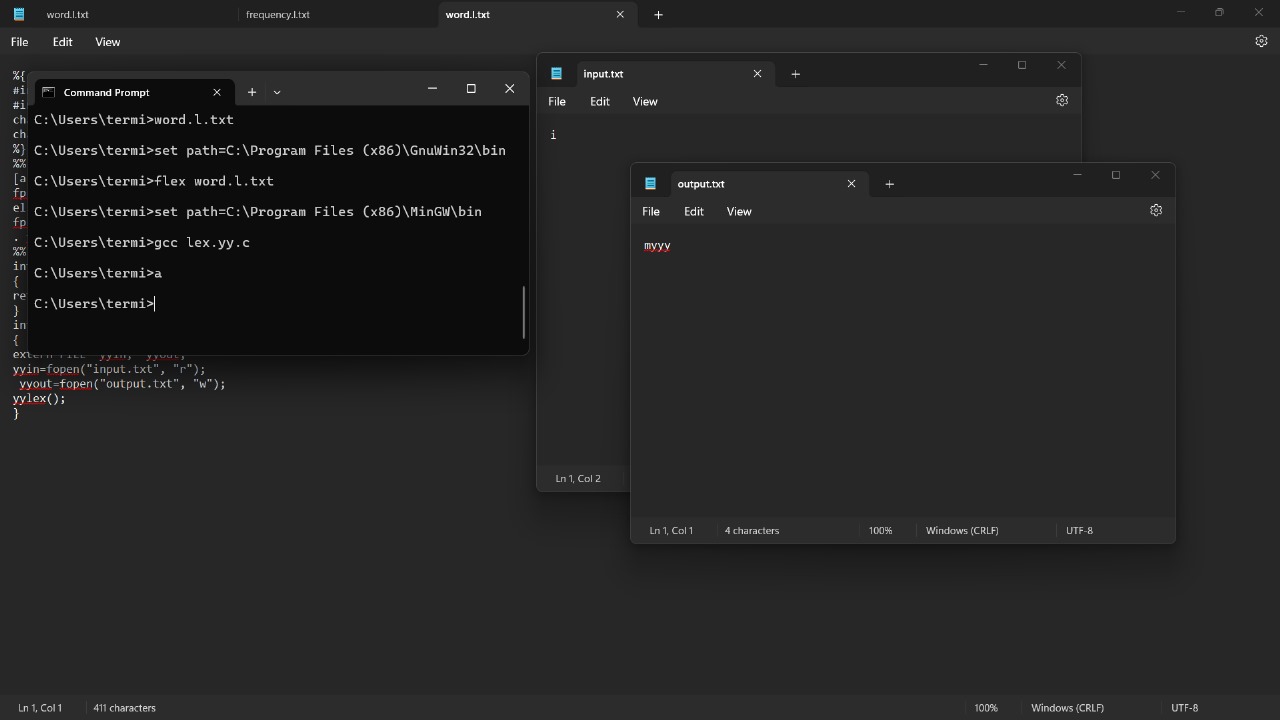 word.l.txt
frequency.l.txt
word.l.txt
File Edit View
%{
#i
#i
ch
ch
%}
%%
[a
fp
el
fp
.
%%
in
{
re
}
in
{
yyin=fopen("input.txt", "r");
yyout=fopen("output.txt", "w");
yylex();
}
Command Prompt
C:\Users\termi>word.l.txt
C:\Users\termi>set path=C:\Program Files (x86)\GnuWin32\bin
C:\Users\termi>flex word.l.txt
C:\Users\termi>set path=C:\Program Files (x86)\MinGW\bin
C:\Users\termi>gcc lex.yy.c
C:\Users\termi>a
C:\Users\termi>
input.txt
File Edit View
i
Ln 1, Col 2
output.txt
File Edit View
myyy
Ln 1, Col 1 4 characters 100% Windows (CRLF) UTF-8
Ln 1, Col 1 411 characters 100% Windows (CRLF) UTF-8